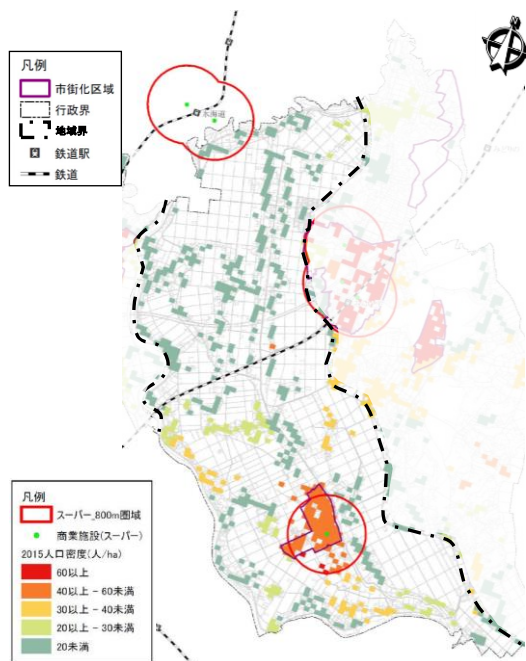 凡例
市街化区域
行政界
地域界
鉄道駅
鉄道
水海道
凡例
スーパー_800m圏域
商業施設(スーパー)
2015人口密度(人/ha)
60以上
40以上 - 60未満
30以上 - 40未満
20以上 - 30未満
20未満